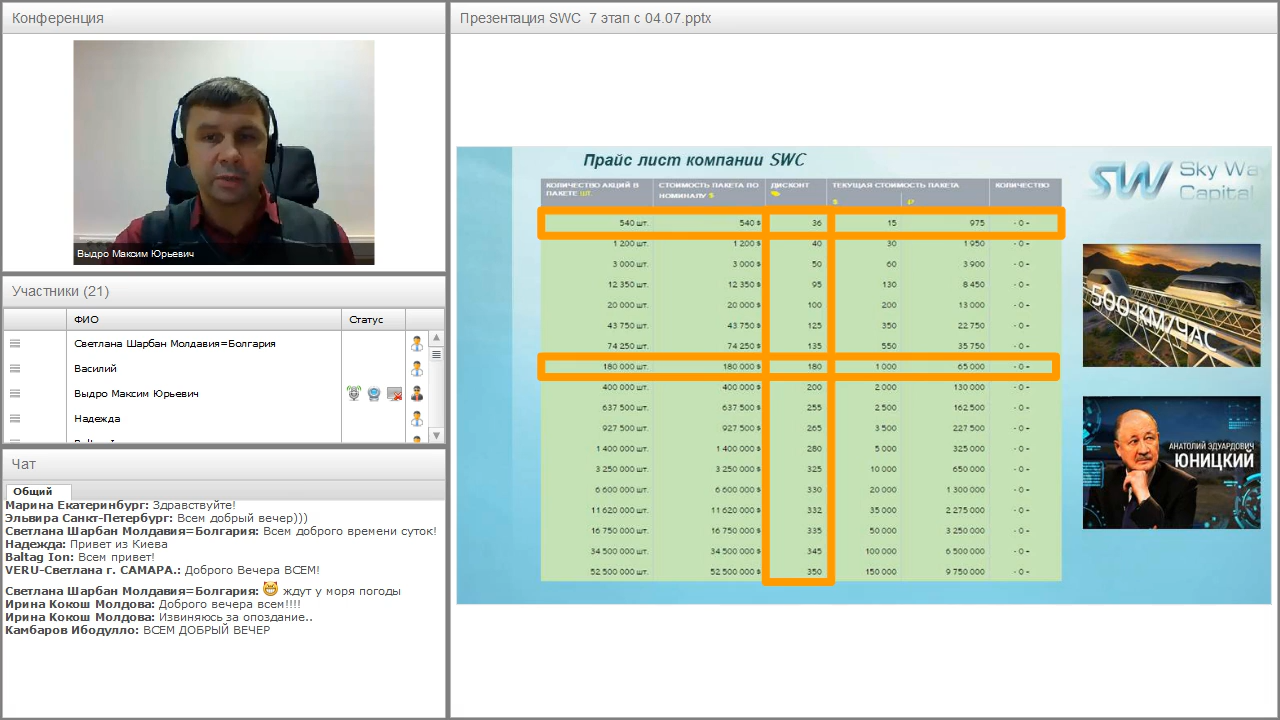 Конференция
Выдро Максим Юрьевич
Участники (21)
ФИО Статус
Светлана Шарбан Молдавия=Болгария
Василий
Выдро Максим Юрьевич
Надежда
Чат
Общий
Марина Екатеринбург: Здравствуйте!
Эльвира Санкт-Петербург: Всем добрый вечер)))
Светлана Шарбан Молдавия=Болгария: Всем доброго времени суток!
Надежда: Привет из Киева
Baltag Ion: Всем привет!
VERU-Светлана г. САМАРА.: Доброго Вечера ВСЕМ!
Светлана Шарбан Молдавия=Болгария: ждут у моря погоды
Ирина Кокош Молдова: Доброго вечера всем!!!!
Ирина Кокош Молдова: Извиняюсь за опоздание..
Камбаров Ибодулло: ВСЕМ ДОБРЫЙ ВЕЧЕР
Презентация SWC 7 этап с 04.07.pptx
Прайс лист компании SWC
КОЛИЧЕСТВО АКЦИЙ В ПАКЕТЕ ШТ. СТОИМОСТЬ ПАКЕТА ПО НОМИНАЛУ $ ДИСКОНТ ТЕКУЩАЯ СТОИМОСТЬ ПАКЕТА КОЛИЧЕСТВО
$ ₽
540 шт. 540 $ 36 15 975 - 0 +
1 200 шт. 1 200 $ 40 30 1 950 - 0 +
3 000 шт. 3 000 $ 50 60 3 900 - 0 +
12 350 шт. 12 350 $ 95 130 8 450 - 0 +
20 000 шт. 20 000 $ 100 200 13 000 - 0 +
43 750 шт. 43 750 $ 125 350 22 750 - 0 +
74 250 шт. 74 250 $ 135 550 35 750 - 0 +
180 000 шт. 180 000 $ 180 1 000 65 000 - 0 +
400 000 шт. 400 000 $ 200 2 000 130 000 - 0 +
637 500 шт. 637 500 $ 255 2 500 162 500 - 0 +
927 500 шт. 927 500 $ 265 3 500 227 500 - 0 +
1 400 000 шт. 1 400 000 $ 280 5 000 325 000 - 0 +
3 250 000 шт. 3 250 000 $ 325 10 000 650 000 - 0 +
6 600 000 шт. 6 600 000 $ 330 20 000 1 300 000 - 0 +
11 620 000 шт. 11 620 000 $ 332 35 000 2 275 000 - 0 +
16 750 000 шт. 16 750 000 $ 335 50 000 3 250 000 - 0 +
34 500 000 шт. 34 500 000 $ 345 100 000 6 500 000 - 0 +
52 500 000 шт. 52 500 000 $ 350 150 000 9 750 000 - 0 +
SW Sky Wa
Capital
500 КМ/ЧАС
АНАТОЛИЙ ЭДУАРДОВИЧ
ЮНИЦКИЙ